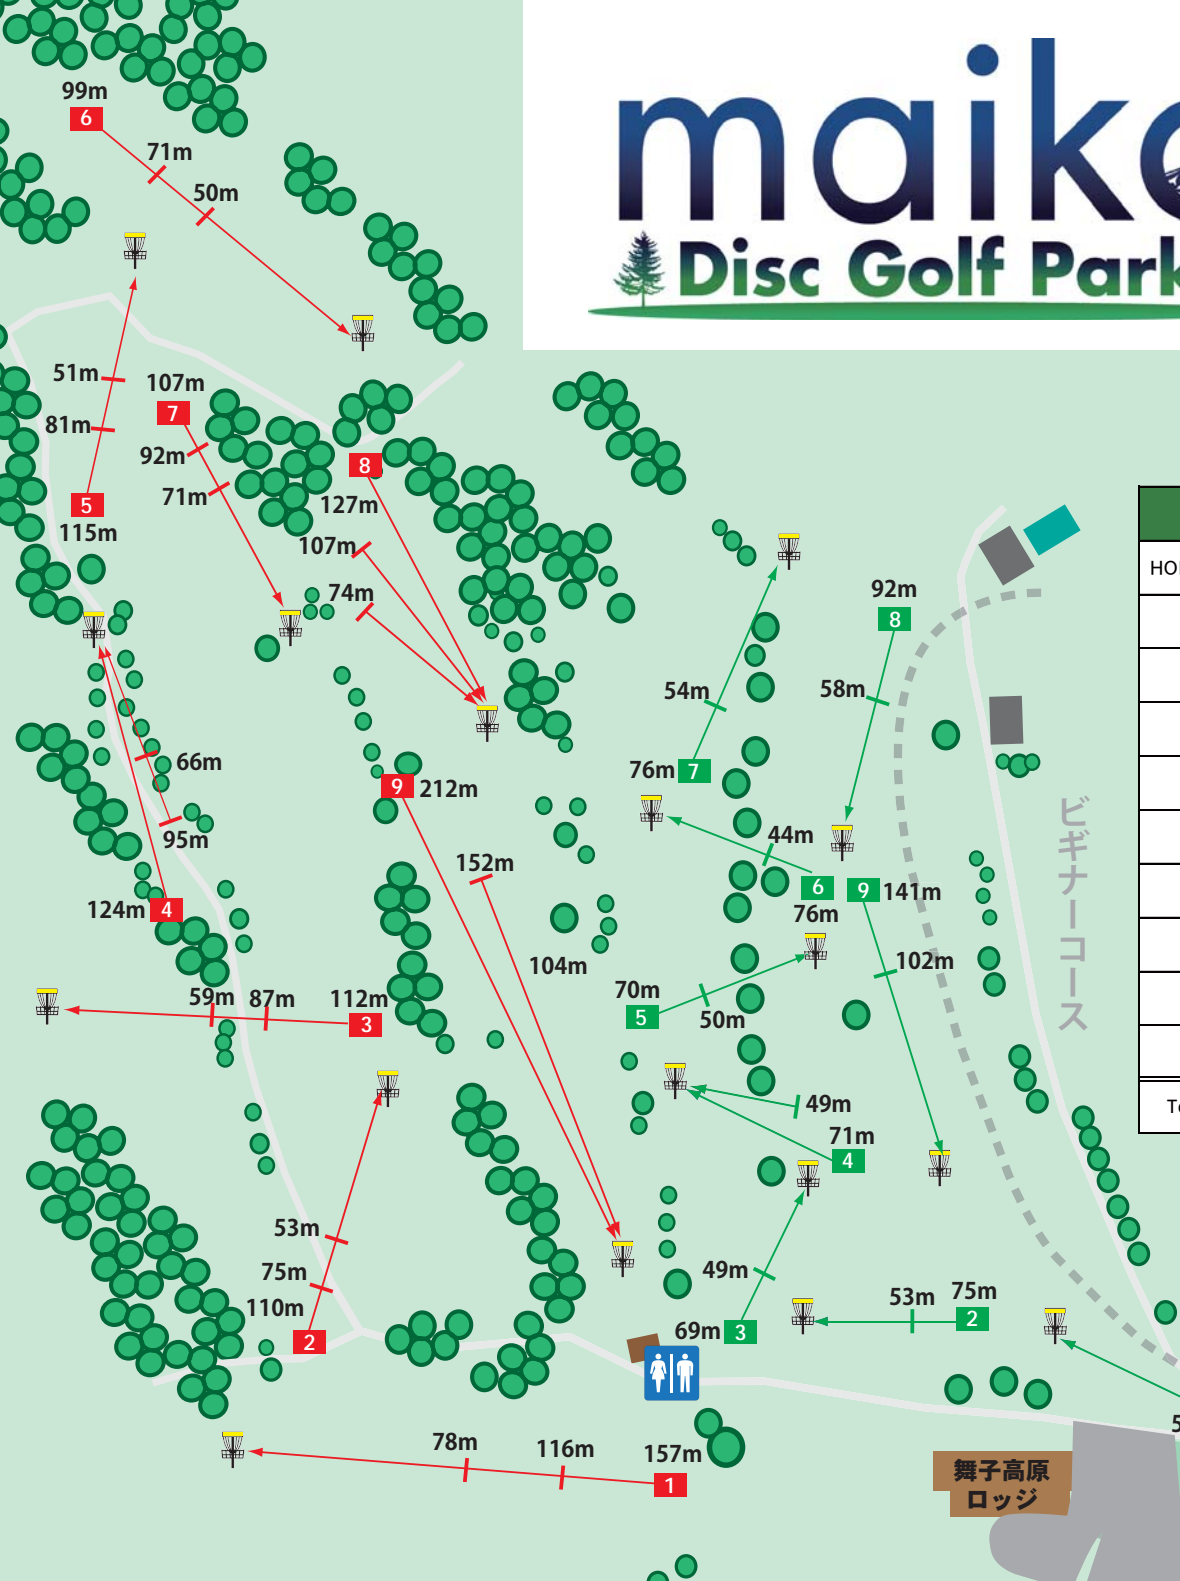 maiko
Disc Golf Park
99m
6
71m
50m
51m
81m
5
115m
107m
7
92m
71m
8
127m
107m
74m
66m
95m
124m 4
9 212m
152m
104m
59m 87m 112m
3
53m
75m
110m
2
78m 116m 157m
1
92m
8
58m
54m
76m 7
44m
6
76m
9 141m
102m
70m
5
50m
49m
71m
4
49m
69m 3
53m 75m
2
ビギナーコース
舞子高原
ロッジ